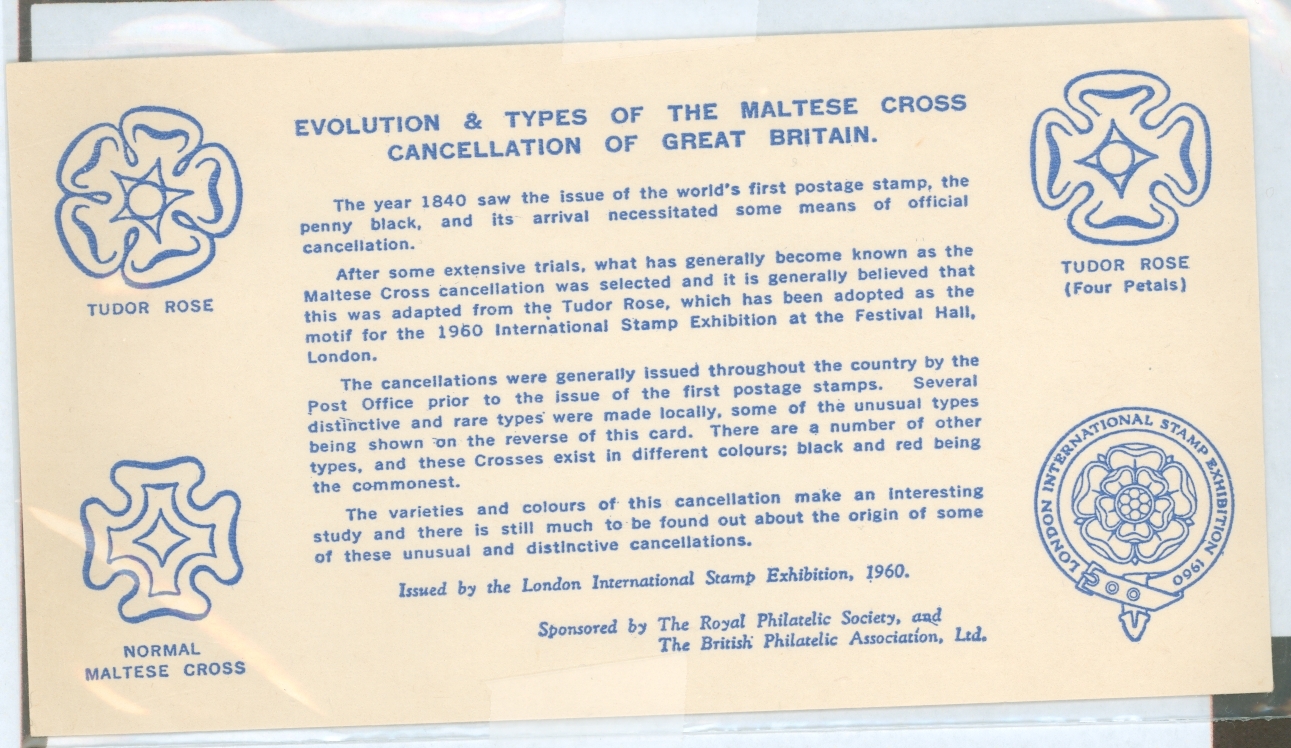 EVOLUTION & TYPES OF THE MALTESE CROSS
CANCELLATION OF GREAT BRITAIN.
The year 1840 saw the issue of the world's first postage stamp, the
penny black, and its arrival necessitated some means of official
cancellation.
After some extensive trials, what has generally become known as the
Maltese Cross cancellation was selected and it is generally believed that
this was adapted from the Tudor Rose, which has been adopted as the
motif for the 1960 International Stamp Exhibition at the Festival Hall,
London.
The cancellations were generally issued throughout the country by the
Post Office prior to the issue of the first postage stamps. Several
distinctive and rare types were made locally, some of the unusual types
being shown on the reverse of this card. There are a number of other
types, and these Crosses exist in different colours; black and red being
the commonest.
The varieties and colours of this cancellation make an interesting
study and there is still much to be found out about the origin of some
of these unusual and distinctive cancellations.
Issued by the London International Stamp Exhibition, 1960.
Sponsored by The Royal Philatelic Society, and
The British Philatelic Association, Ltd.
TUDOR ROSE
NORMAL
MALTESE CROSS
TUDOR ROSE
(Four Petals)
LONDON INTERNATIONAL STAMP EXHIBITION 1960